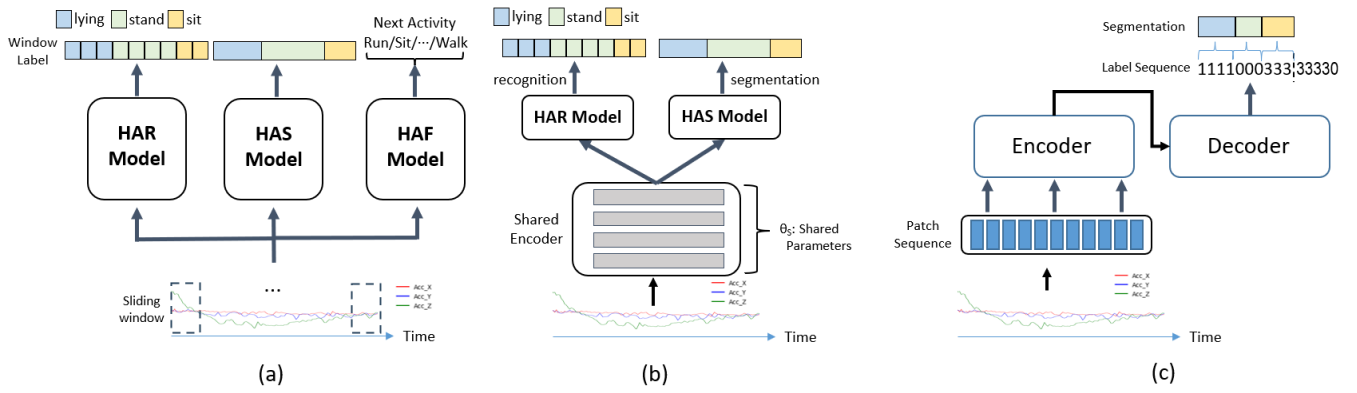 lying stand sit
Window
Label
Next Activity
Run/Sit/···/Walk
HAR
Model
HAS
Model
HAF
Model
Sliding
window
...
Acc_X
Acc_Y
Acc_Z
Time
(a)
lying stand sit
recognition
segmentation
HAR Model
HAS Model
Shared
Encoder
θS: Shared
Parameters
Acc_X
Acc_Y
Acc_Z
Time
(b)
Segmentation
Label Sequence 111100033333330
Encoder
Decoder
Patch
Sequence
Acc_X
Acc_Y
Acc_Z
Time
(c)